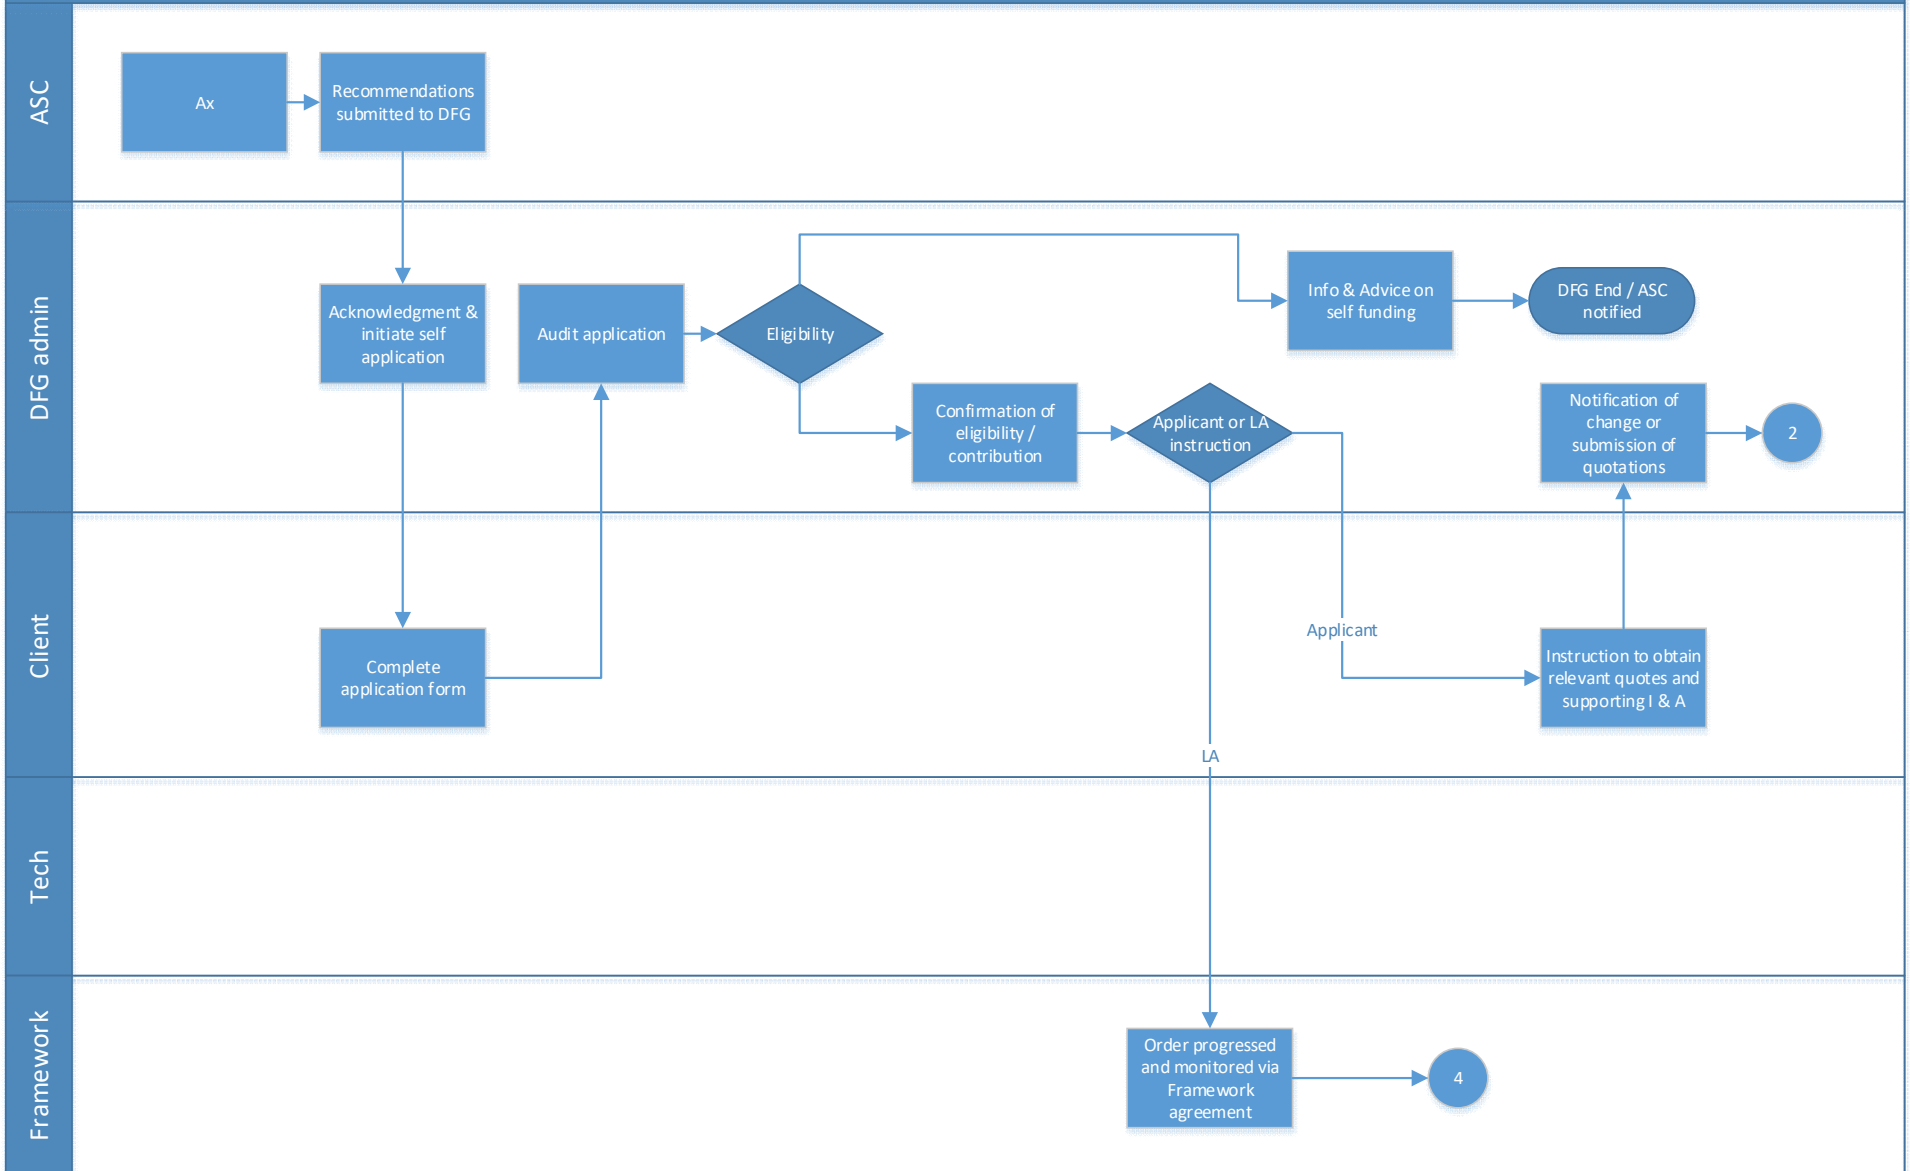 ASC
Ax
Recommendations
submitted to DFG
DFG admin
Acknowledgment &
initiate self
application
Audit application
Eligibility
Info & Advice on
self funding
DFG End / ASC
notified
Confirmation of
eligibility /
contribution
Applicant or LA
instruction
Notification of
change or
submission of
quotations
2
Client
Complete
application form
Applicant
Instruction to obtain
relevant quotes and
supporting I & A
LA
Tech
Framework
Order progressed
and monitored via
Framework
agreement
4